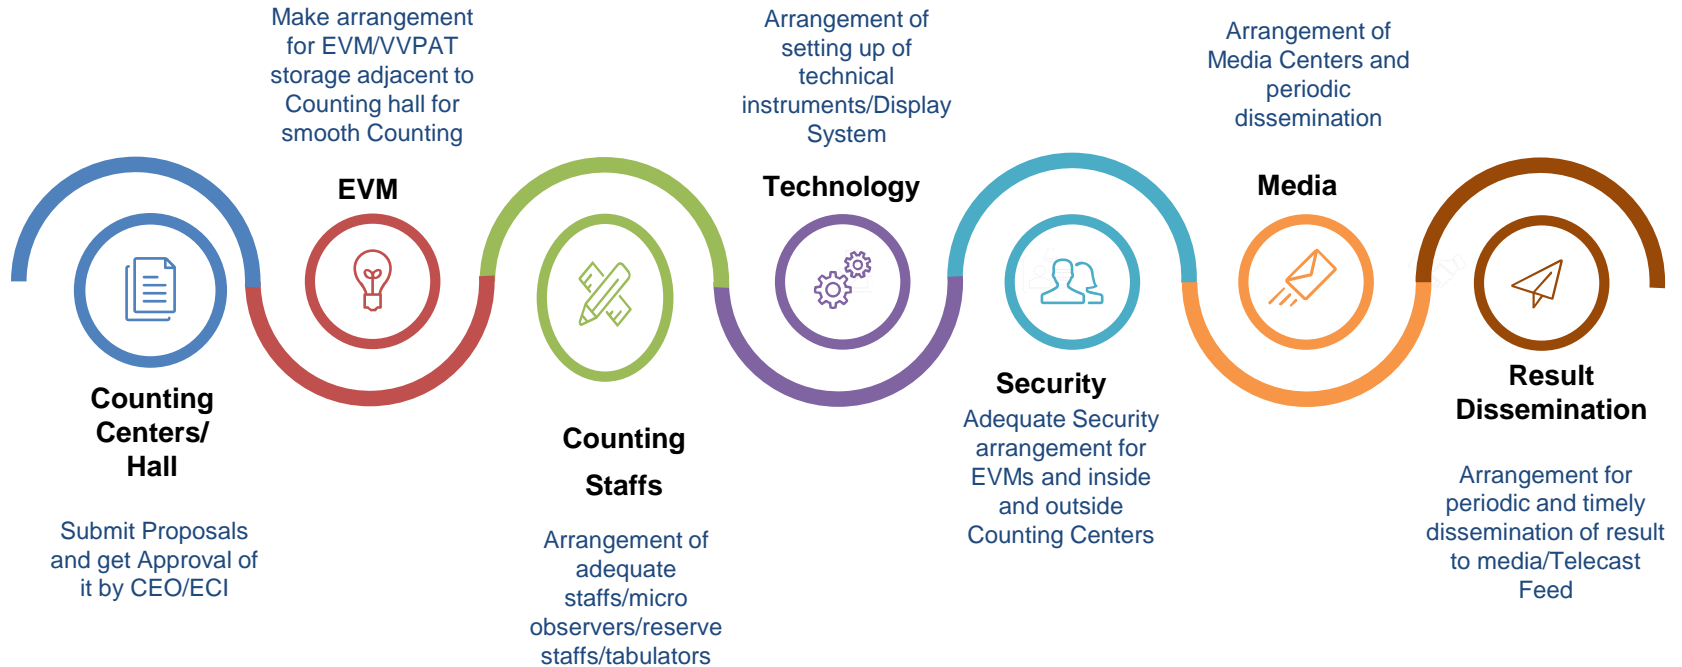 Counting
Centers/
Hall
Submit Proposals
and get Approval of
it by CEO/ECI
Make arrangement
for EVM/VVPAT
storage adjacent to
Counting hall for
smooth Counting
EVM
Counting
Staffs
Arrangement of
adequate
staffs/micro
observers/reserve
staffs/tabulators
Arrangement of
setting up of
technical
instruments/Display
System
Technology
Security
Adequate Security
arrangement for
EVMs and inside
and outside
Counting Centers
Arrangement of
Media Centers and
periodic
dissemination
Media
Result
Dissemination
Arrangement for
periodic and timely
dissemination of result
to media/Telecast
Feed